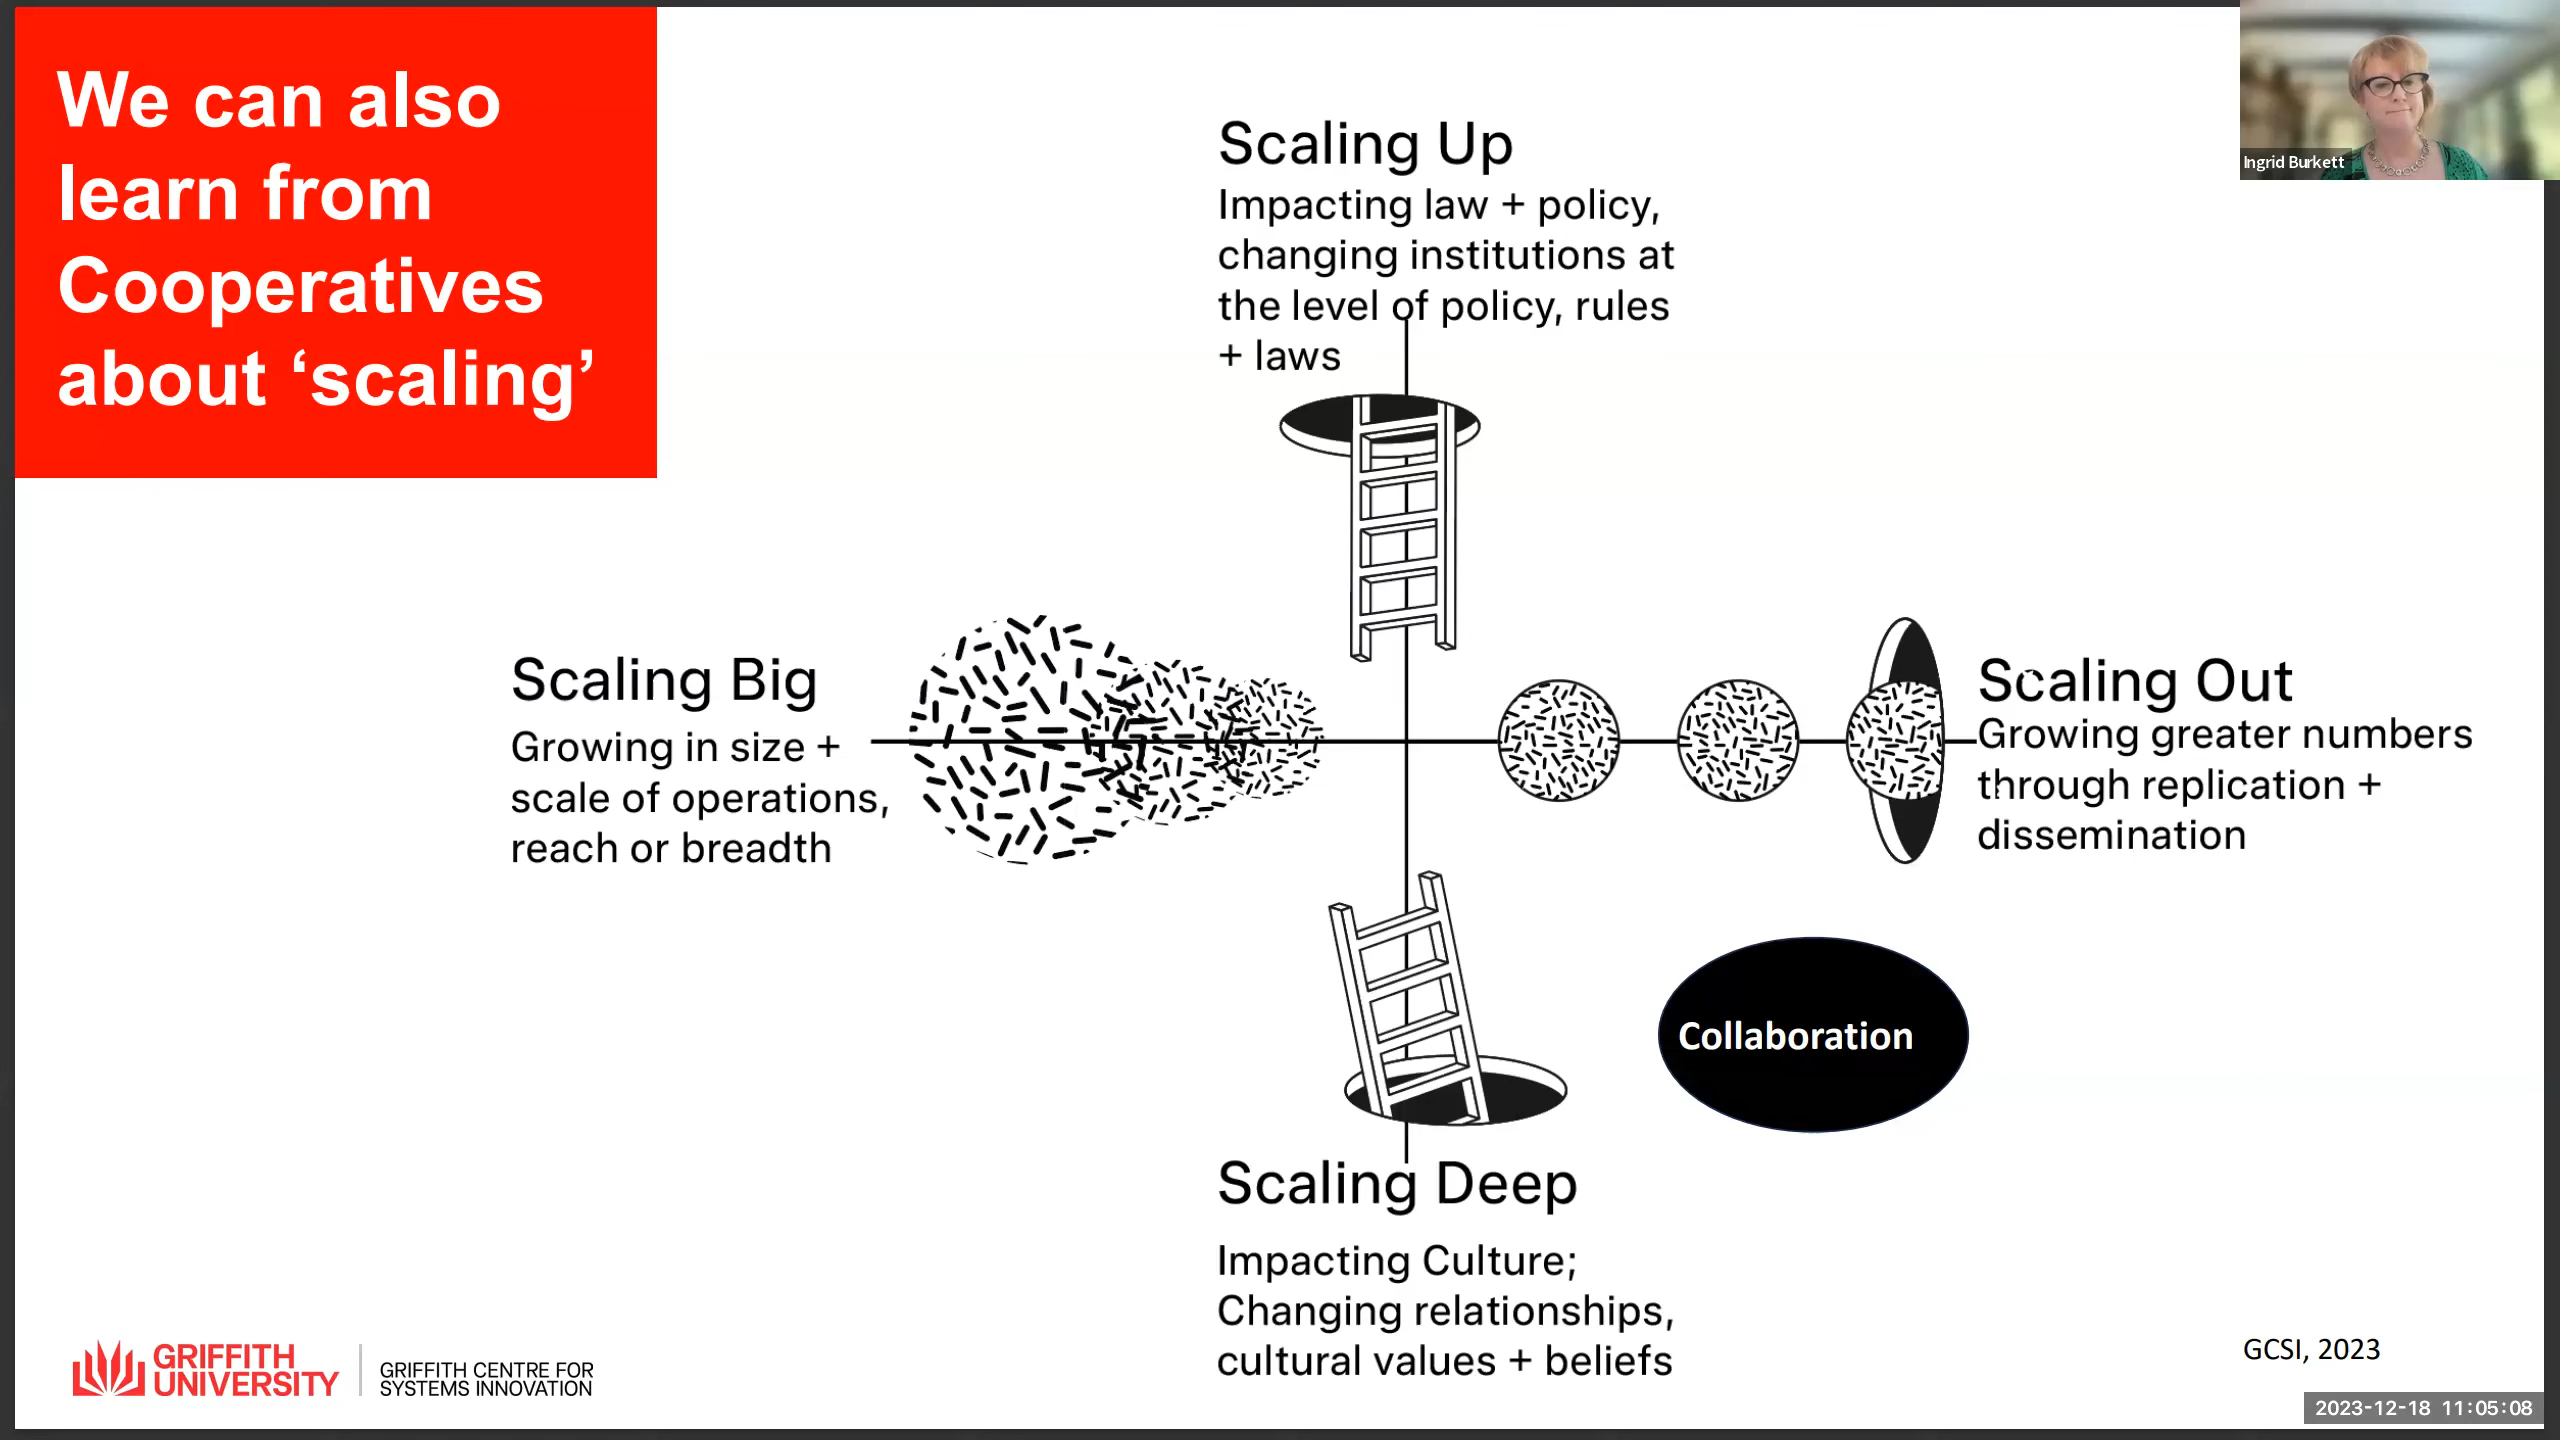 We can also
learn from
Cooperatives
about ‘scaling’
Ingrid Burkett
Scaling Up
Impacting law + policy,
changing institutions at
the level of policy, rules
+ laws
Scaling Big
Growing in size +
scale of operations,
reach or breadth
Scaling Out
Growing greater numbers
through replication +
dissemination
Collaboration
Scaling Deep
Impacting Culture;
Changing relationships,
cultural values + beliefs
GRIFFITH
UNIVERSITY
GRIFFITH CENTRE FOR
SYSTEMS INNOVATION
GCSI, 2023
2023-12-18 11:05:08